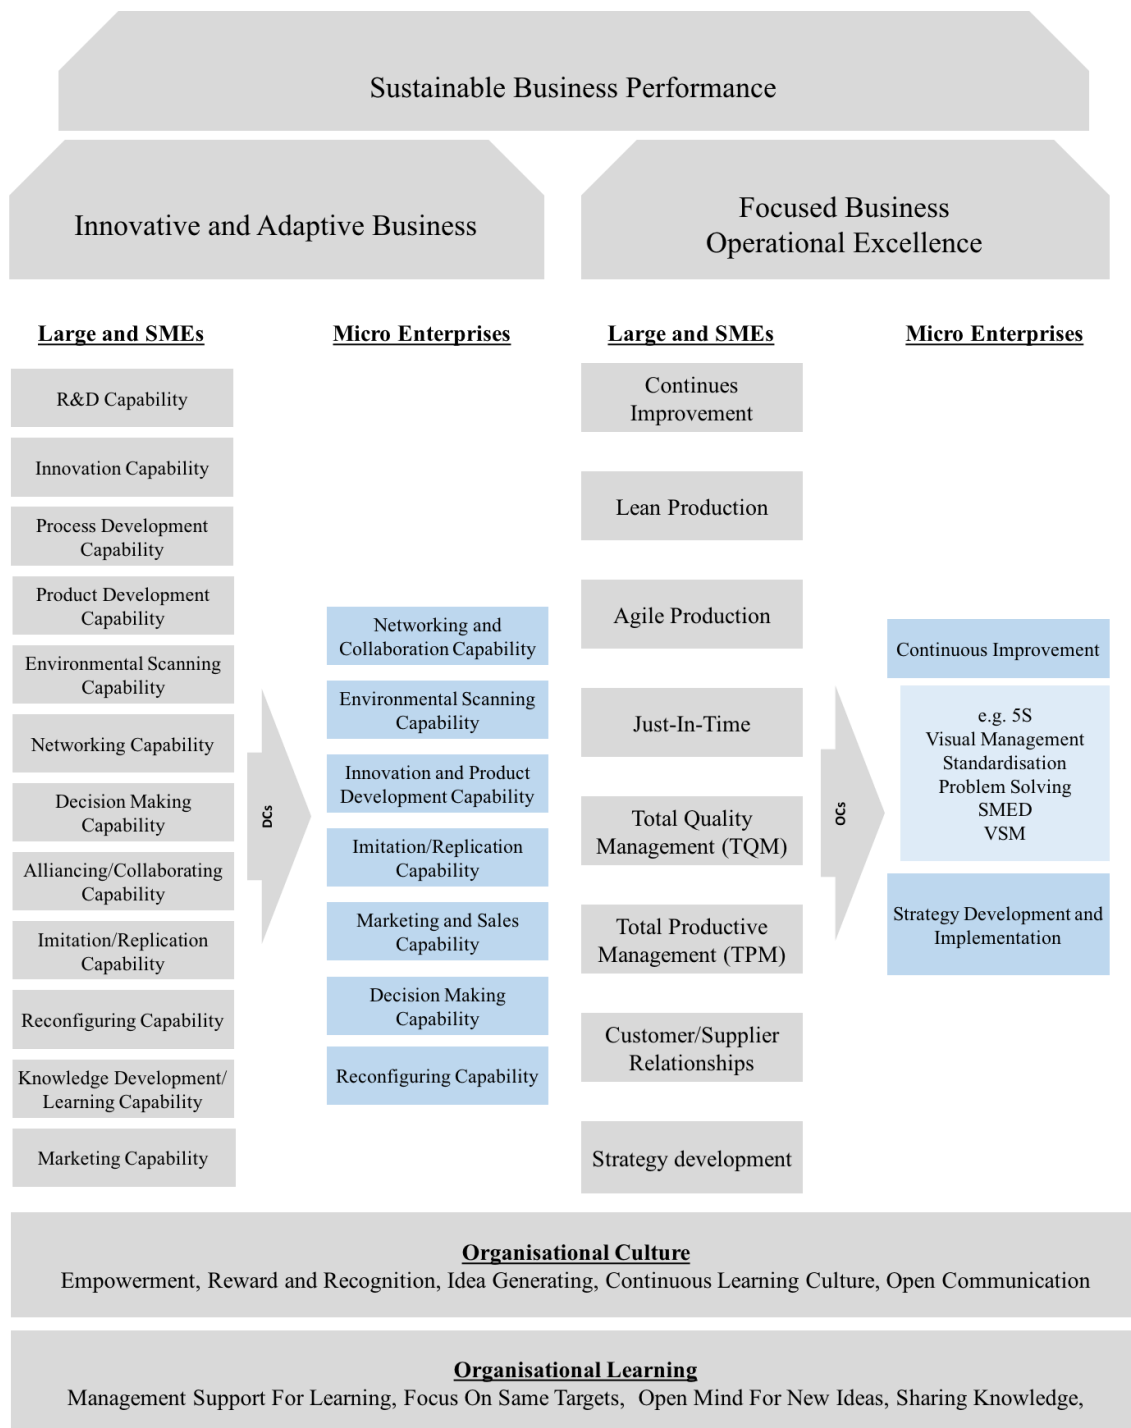 Sustainable Business Performance
Innovative and Adaptive Business
Focused Business
Operational Excellence
Large and SMEs
R&D Capability
Innovation Capability
Process Development
Capability
Product Development
Capability
Environmental Scanning
Capability
Networking Capability
Decision Making
Capability
Alliancing/Collaborating
Capability
Imitation/Replication
Capability
Reconfiguring Capability
Knowledge Development/
Learning Capability
Marketing Capability
DCs
Micro Enterprises
Networking and
Collaboration Capability
Environmental Scanning
Capability
Innovation and Product
Development Capability
Imitation/Replication
Capability
Marketing and Sales
Capability
Decision Making
Capability
Reconfiguring Capability
Large and SMEs
Continues
Improvement
Lean Production
Agile Production
Just-In-Time
Total Quality
Management (TQM)
Total Productive
Management (TPM)
Customer/Supplier
Relationships
Strategy development
OCs
Micro Enterprises
Continuous Improvement
e.g. 5S
Visual Management
Standardisation
Problem Solving
SMED
VSM
Strategy Development and
Implementation
Organisational Culture
Empowerment, Reward and Recognition, Idea Generating, Continuous Learning Culture, Open Communication
Organisational Learning
Management Support For Learning, Focus On Same Targets, Open Mind For New Ideas, Sharing Knowledge,